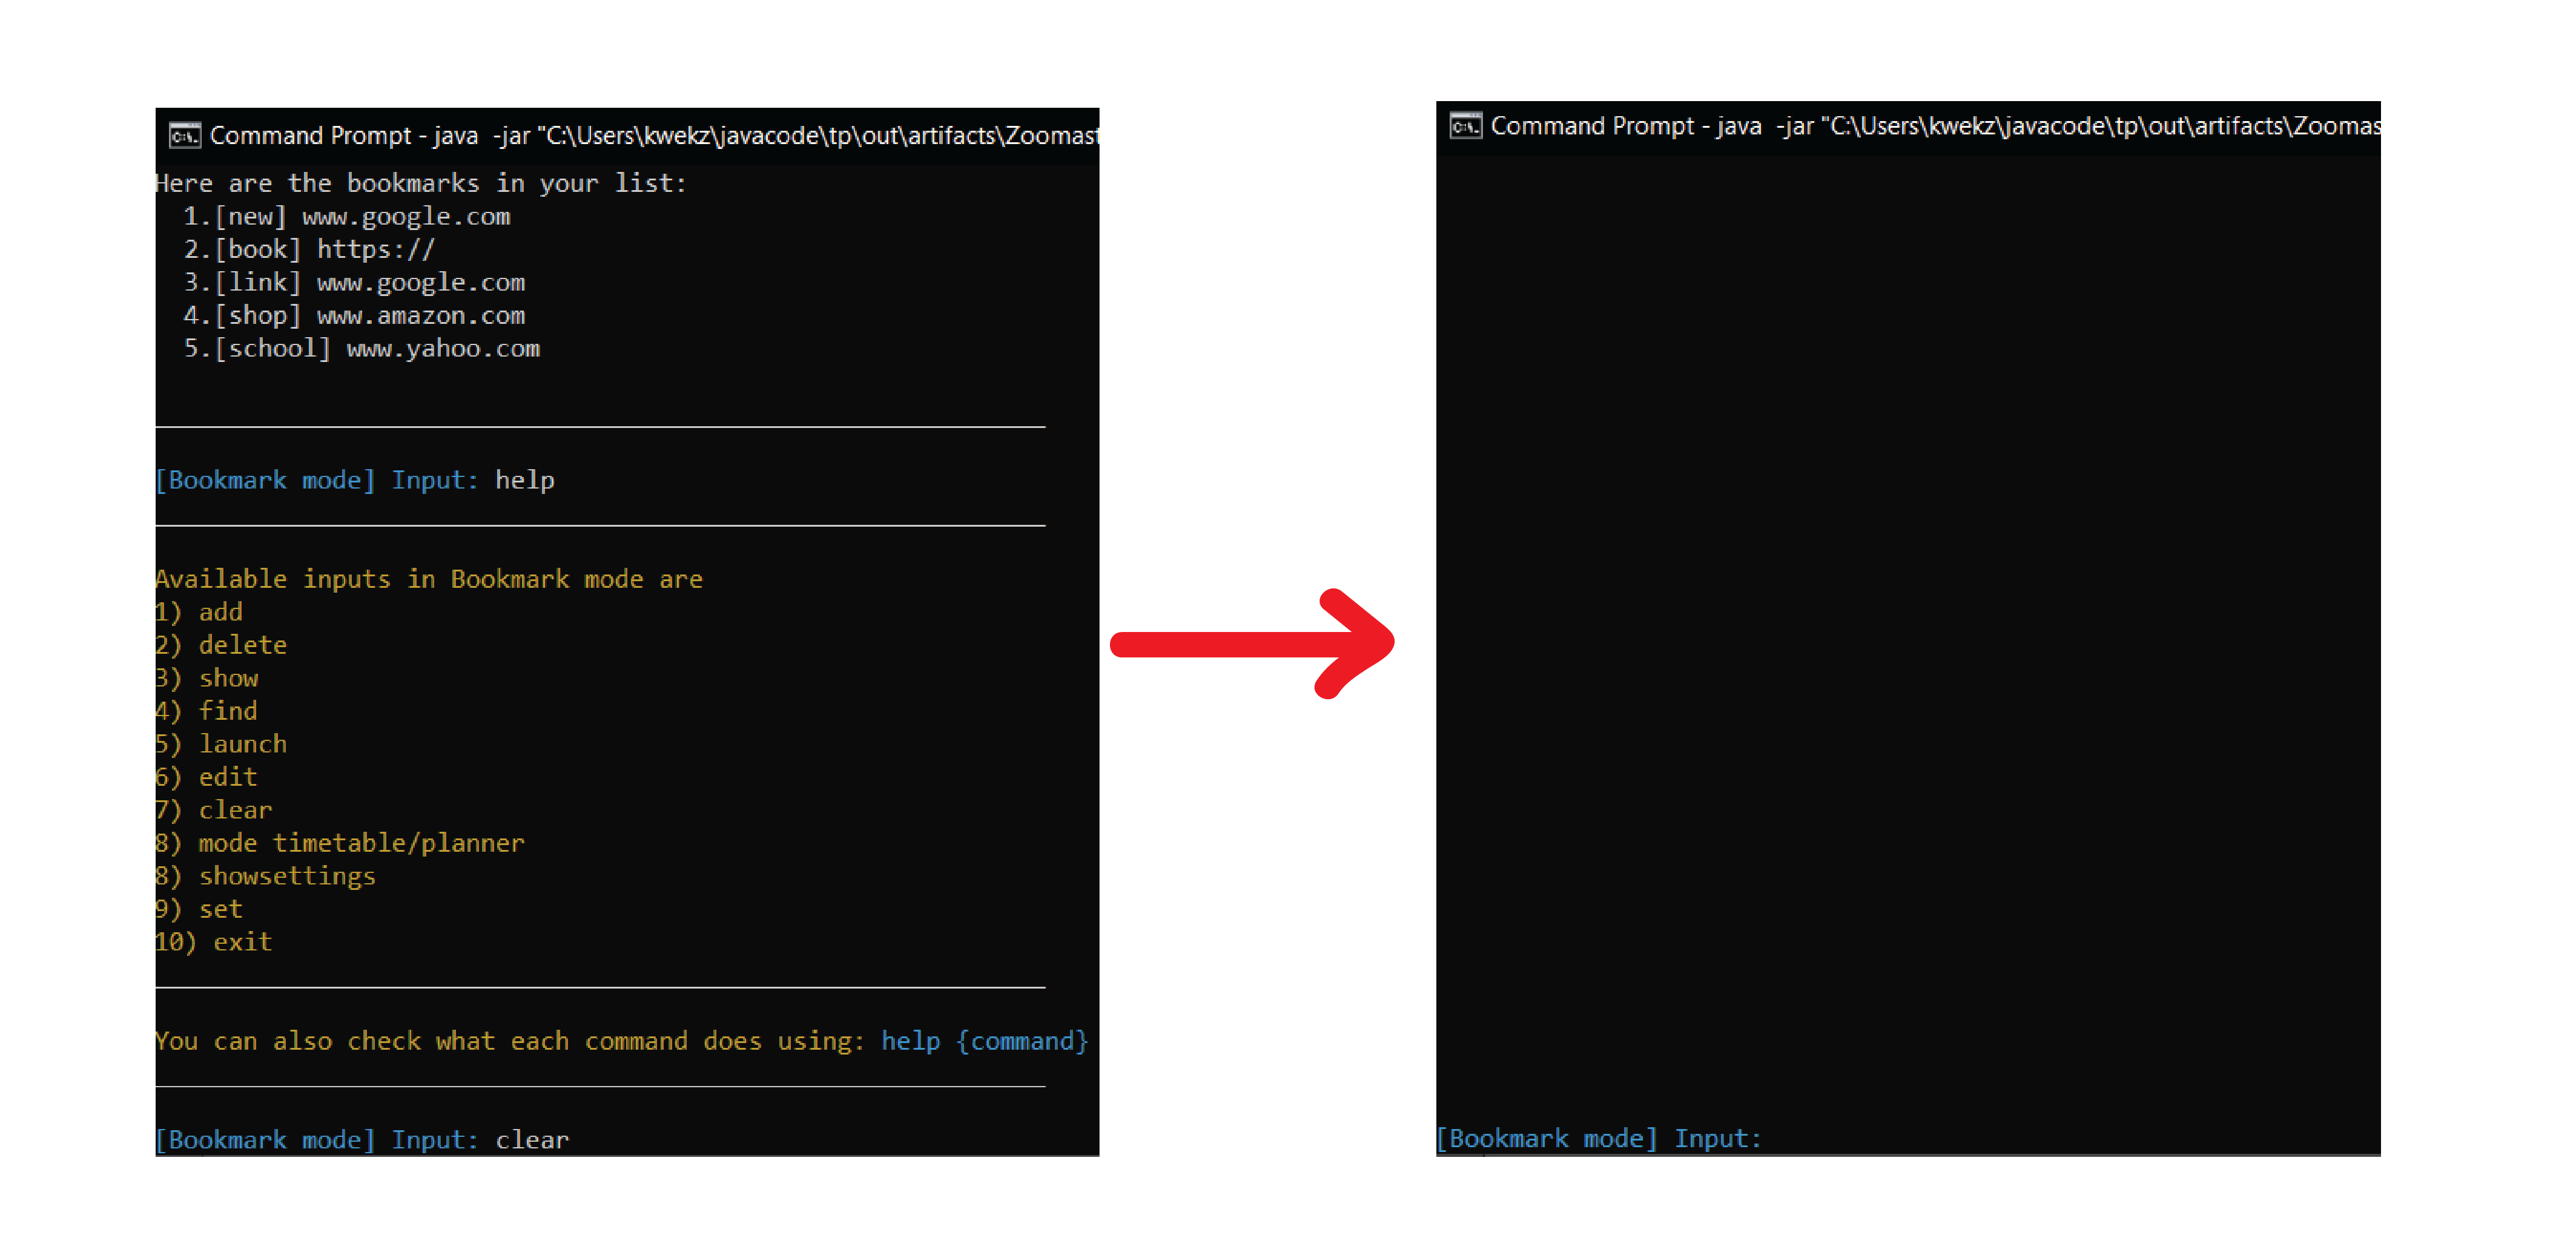 Command Prompt - java  -jar "C:\Users\kwekz\javacode\tp\out\artifacts\Zoomast
Here are the bookmarks in your list:
1.[new] www.google.com
2.[book] https://
3.[link] www.google.com
4.[shop] www.amazon.com
5.[school] www.yahoo.com
[Bookmark mode] Input: help
Available inputs in Bookmark mode are
1) add
2) delete
3) show
4) find
5) launch
6) edit
7) clear
8) mode timetable/planner
8) showsettings
9) set
10) exit
You can also check what each command does using: help {command}
[Bookmark mode] Input: clear
Command Prompt - java  -jar "C:\Users\kwekz\javacode\tp\out\artifacts\Zoomas
[Bookmark mode] Input: